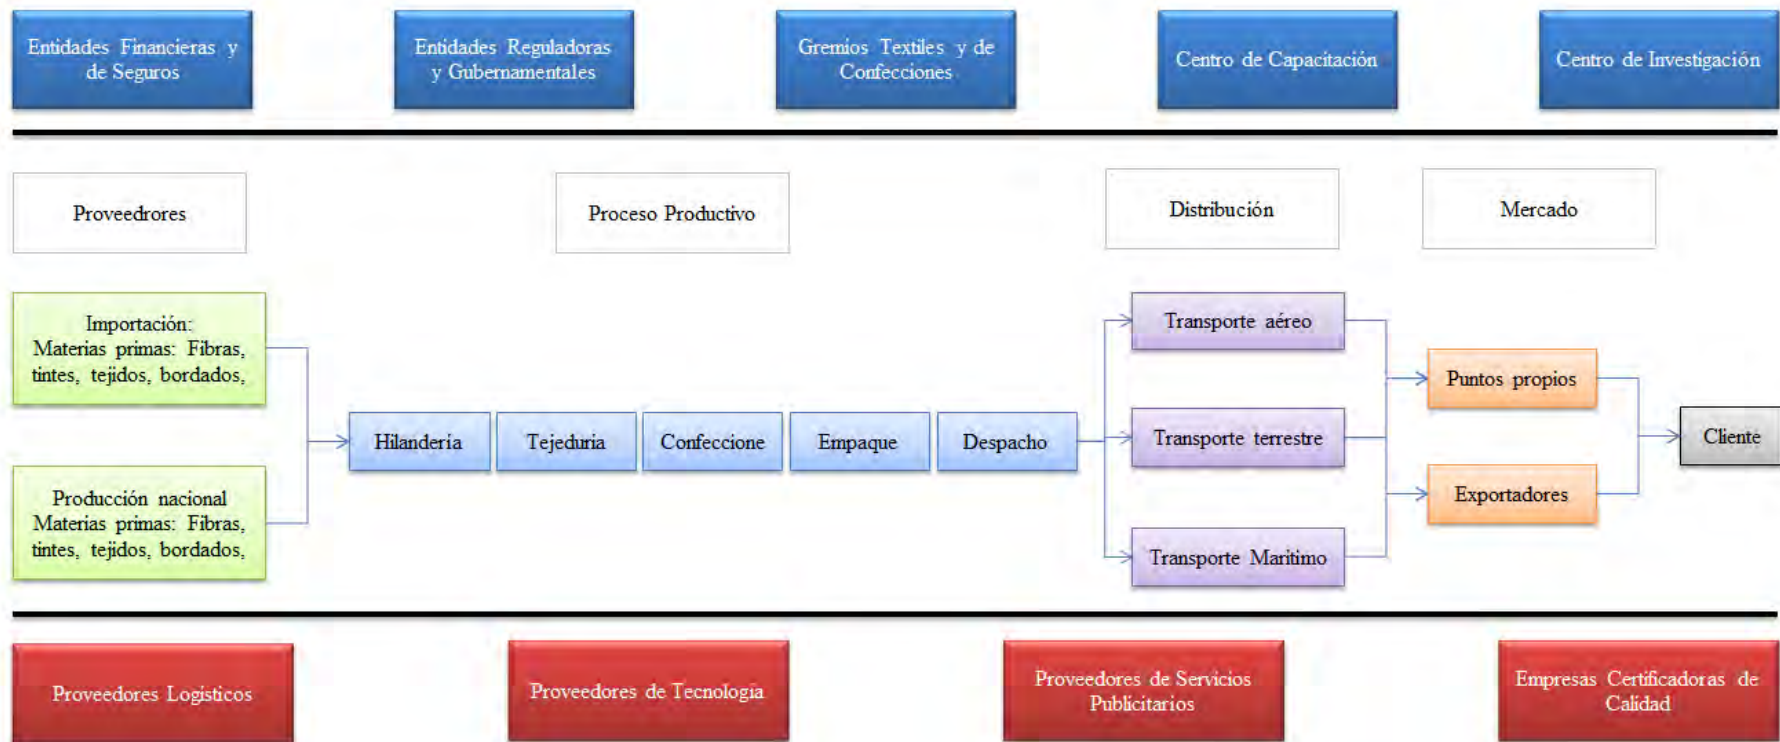 Entidades Financieras y
de Seguros
Entidades Reguladoras
y Gubernamentales
Gremios Textiles y de
Confecciones
Centro de Capacitación
Centro de Investigación
Proveedrores
Proceso Productivo
Distribución
Mercado
Importación:
Materias primas: Fibras,
tintes, tejidos, bordados,
Producción nacional
Materias primas: Fibras,
tintes, tejidos, bordados,
Hilandería
Tejeduria
Confeccione
Empaque
Despacho
Transporte aéreo
Transporte terrestre
Transporte Maritimo
Puntos propios
Exportadores
Cliente
Proveedores Logisticos
Proveedores de Tecnologia
Proveedores de Servicios
Publicitarios
Empresas Certificadoras de
Calidad